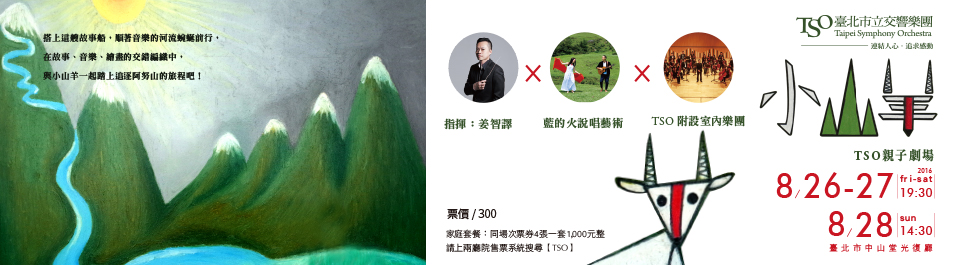 搭上這艘故事船，順著音樂的河流蜿蜒前行，
在故事、音樂、繪畫的交錯編織中，
與小山羊一起踏上追逐阿努山的旅程吧！
TSO 臺北市立交響樂團
Taipei Symphony Orchestra
連結人心・追求感動
指揮：姜智譯
藍的火說唱藝術
TSO 附設室內樂團
小山羊
TSO親子劇場
2016
8/26-27 fri-sat 19:30
8/28 sun 14:30
臺北市中山堂光復廳
票價 / 300
家庭套餐：同場次票券4張一套1,000元整
請上兩廳院售票系統搜尋【TSO】